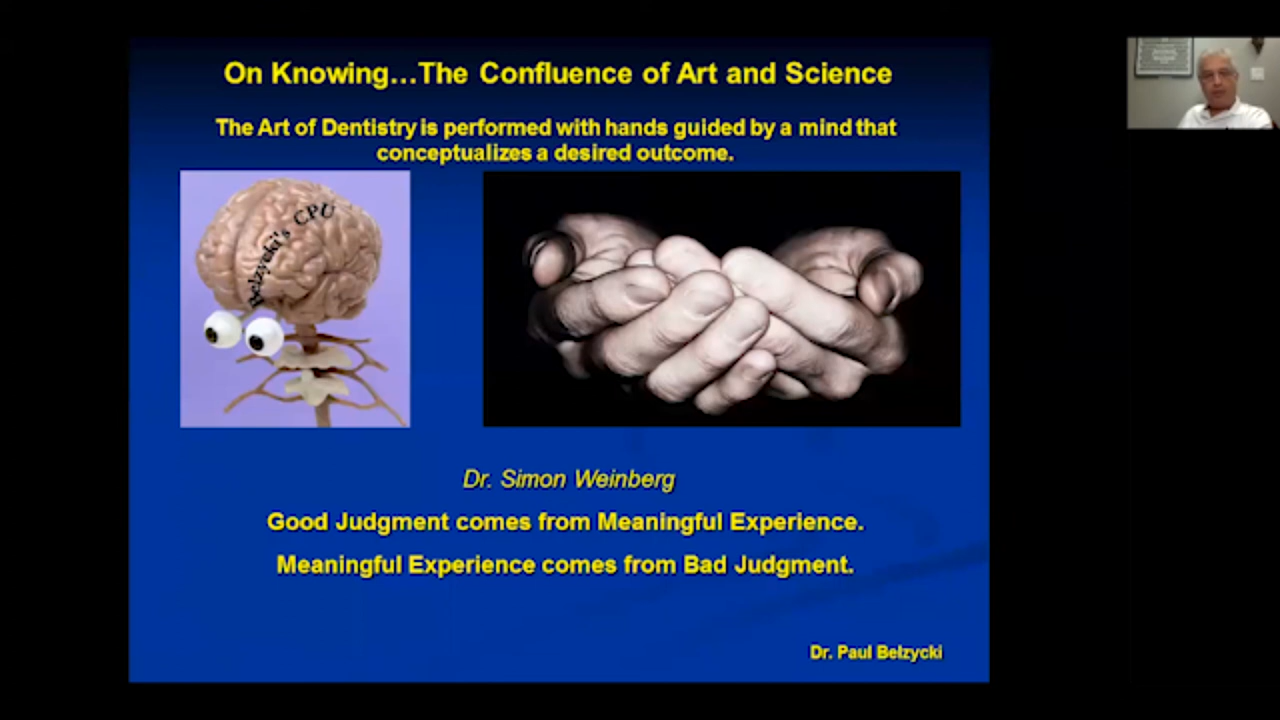 On Knowing...The Confluence of Art and Science
The Art of Dentistry is performed with hands guided by a mind that
conceptualizes a desired outcome.
Belzycki's CPU
Dr. Simon Weinberg
Good Judgment comes from Meaningful Experience.
Meaningful Experience comes from Bad Judgment.
Dr. Paul Belzycki